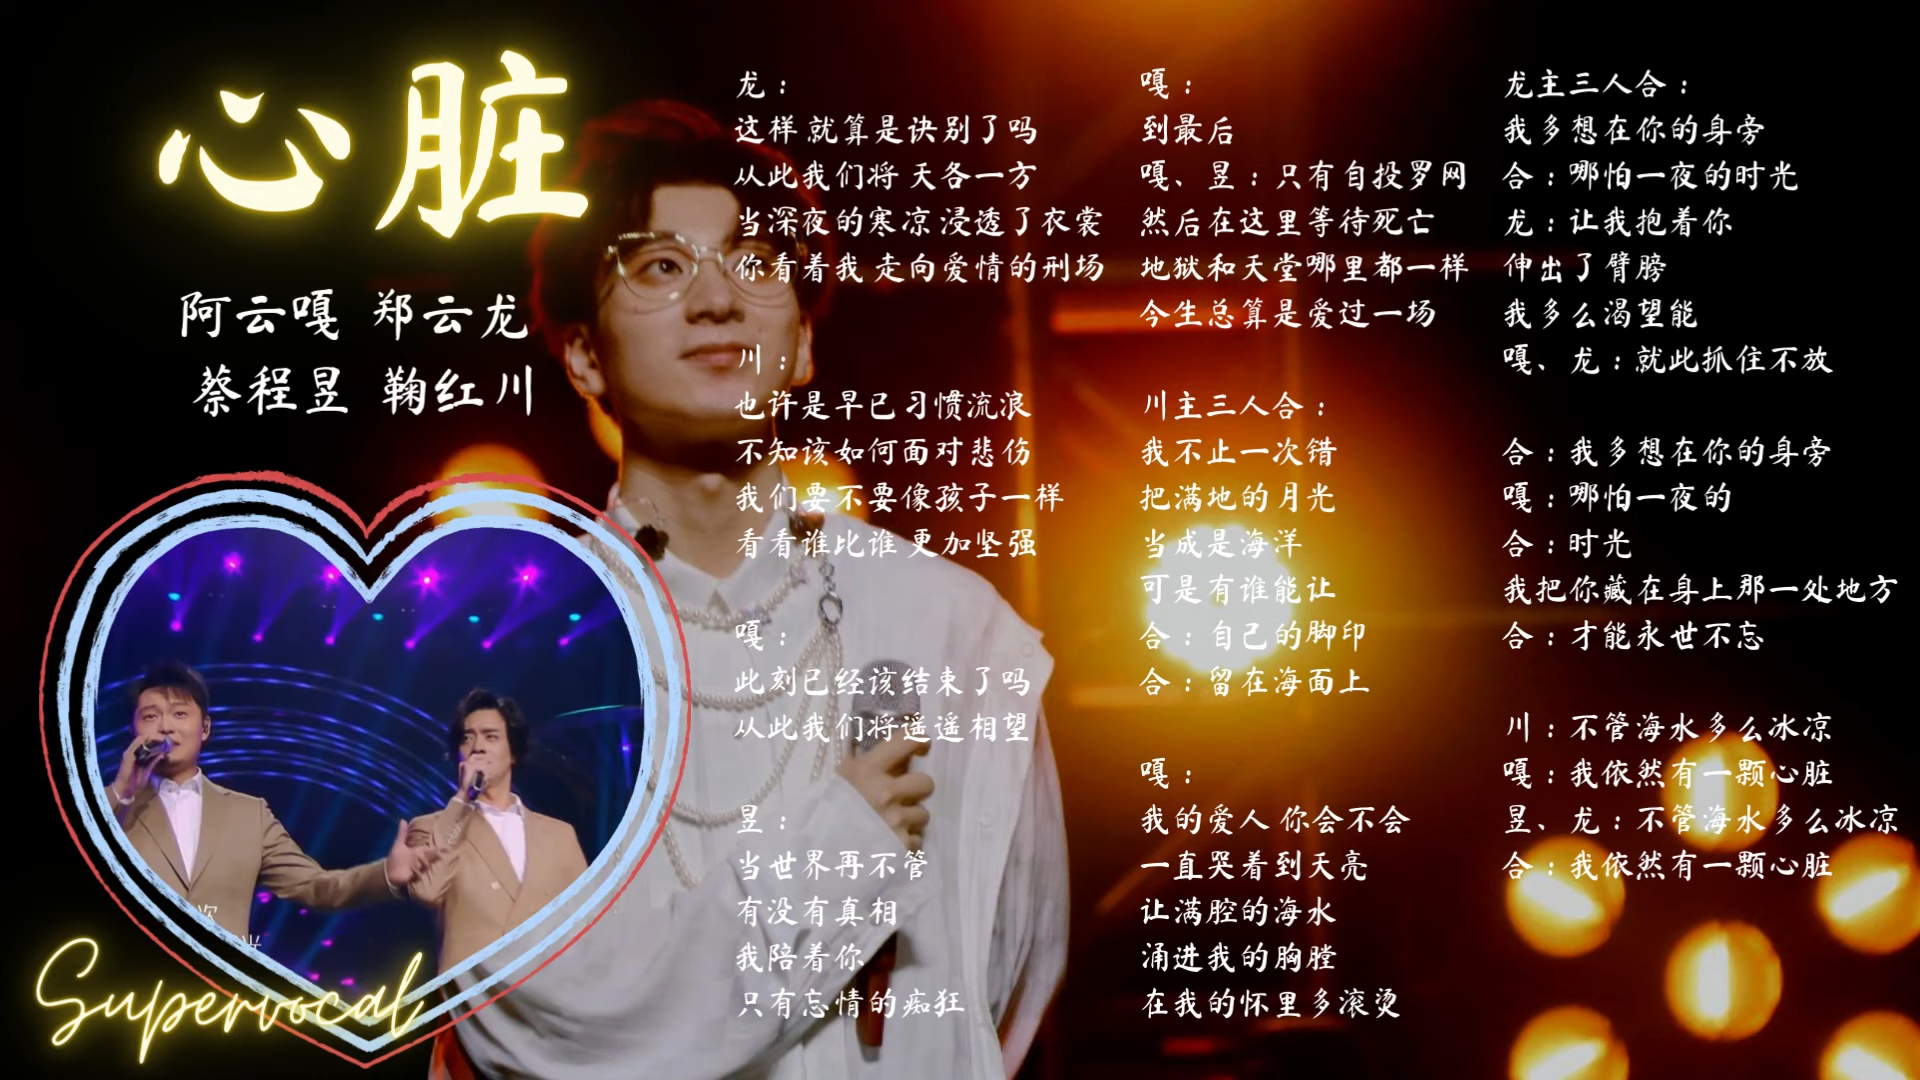 心脏
阿云嘎 郑云龙
蔡程昱 鞠红川
Supervocal
龙：
这样 就算是诀别了吗
从此我们将 天各一方
当深夜的寒凉 浸透了衣裳
你看着我 走向爱情的刑场
川：
也许是早已习惯流浪
不知该如何面对悲伤
我们要不要像孩子一样
看看谁比谁 更加坚强
嘎：
此刻已经该结束了吗
从此我们将遥遥相望
昱：
当世界再不管
有没有真相
我陪着你
只有忘情的痴狂
嘎：
到最后
嘎、昱：只有自投罗网
然后在这里等待死亡
地狱和天堂哪里都一样
今生总算是爱过一场
川主三人合：
我不止一次错
把满地的月光
当成是海洋
可是有谁能让
合：自己的脚印
合：留在海面上
嘎：
我的爱人 你会不会
一直哭着到天亮
让满腔的海水
涌进我的胸膛
在我的怀里多滚烫
龙主三人合：
我多想在你的身旁
合：哪怕一夜的时光
龙：让我抱着你
伸出了臂膀
我多么渴望能
嘎、龙：就此抓住不放
合：我多想在你的身旁
嘎：哪怕一夜的
合：时光
我把你藏在身上那一处地方
合：才能永世不忘
川：不管海水多么冰凉
嘎：我依然有一颗心脏
昱、龙：不管海水多么冰凉
合：我依然有一颗心脏